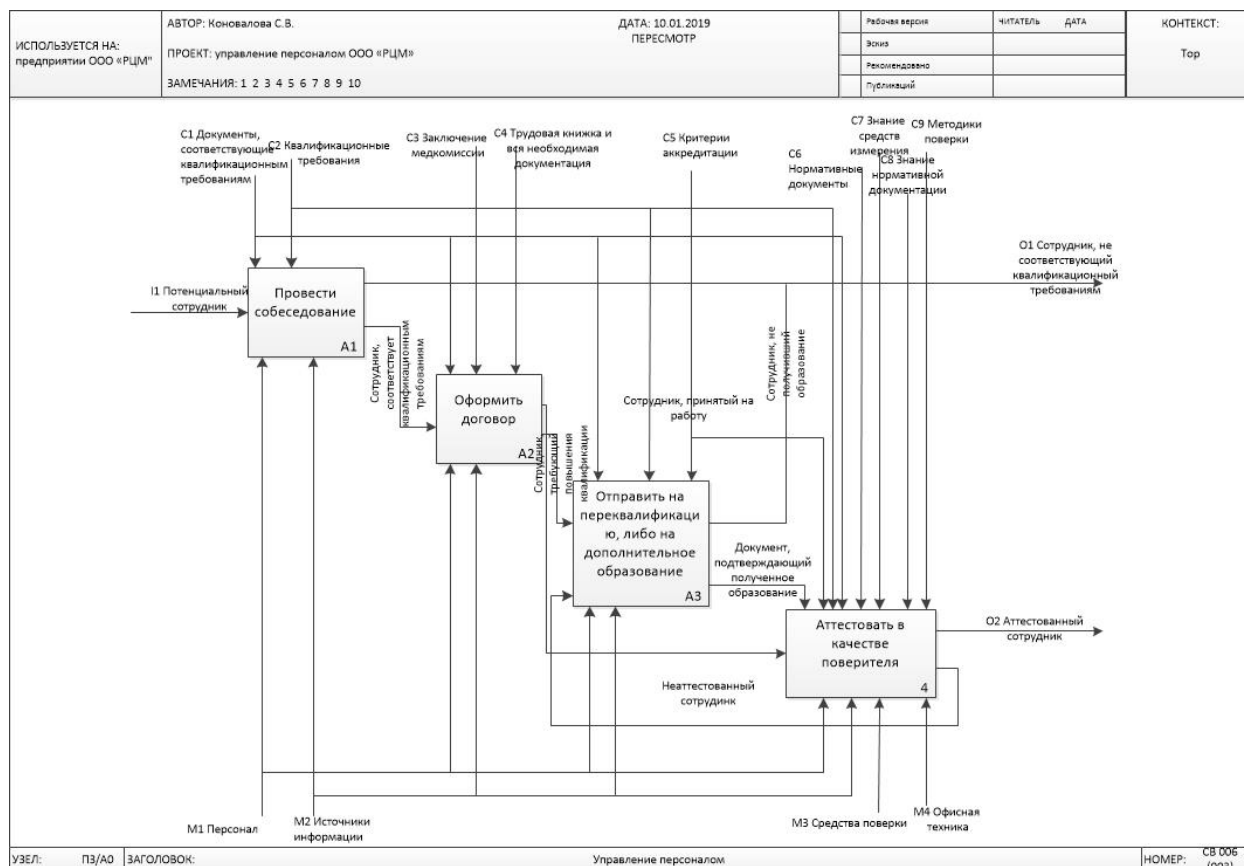 ИСПОЛЬЗУЕТСЯ НА:
предприятии ООО «РЦМ"
АВТОР: Коновалова С.В.
ДАТА: 10.01.2019
ПЕРЕСМОТР
ПРОЕКТ: управление персоналом ООО «РЦМ»
ЗАМЕЧАНИЯ: 1 2 3 4 5 6 7 8 9 10
Рабочая версия
ЧИТАТЕЛЬ
ДАТА
Эскиз
Рекомендовано
Публикаций
КОНТЕКСТ:
Top
C1 Документы,
соответствующие
квалификационным
требованиям
C2 Квалификационные
требования
C3 Заключение
медкомиссии
C4 Трудовая книжка и
вся необходимая
документация
C5 Критерии
аккредитации
C6
Нормативные
документы
C7 Знание
средств
измерения
C8 Знание
нормативной
документации
C9 Методики
поверки
O1 Сотрудник, не
соответствующий
квалификационный
требованиям
I1 Потенциальный
сотрудник
Провести
собеседование
A1
Сотрудник,
соответствует
квалификационным
требованиям
Оформить
договор
A2
Сотрудник,
требующий
повышения
квалификации
Сотрудник, принятый на
работу
Сотрудник, не
получивший
образование
Отправить на
переквалификаци
ю, либо на
дополнительное
образование
A3
Документ,
подтверждающий
полученное
образование
Аттестовать в
качестве
поверителя
4
O2 Аттестованный
сотрудник
Неаттестованный
сотрудинк
M1 Персонал
M2 Источники
информации
M3 Средства поверки
M4 Офисная
техника
УЗЕЛ:
П3/А0
ЗАГОЛОВОК:
Управление персоналом
НОМЕР:
СВ 006
(003)